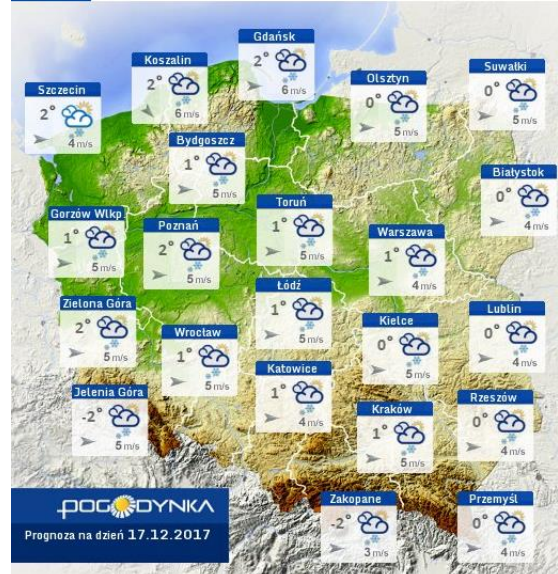 Gdańsk
2°
6 m/s
Koszalin
2°
6 m/s
Suwałki
0°
5 m/s
Olsztyn
0°
5 m/s
Szczecin
2°
4 m/s
Bydgoszcz
1°
5 m/s
Białystok
0°
4 m/s
Toruń
1°
5 m/s
Gorzów Wlkp
1°
5 m/s
Poznań
2°
5 m/s
Warszawa
1°
4 m/s
Łódź
1°
5 m/s
Zielona Góra
2°
5 m/s
Lublin
0°
4 m/s
Kielce
0°
5 m/s
Wrocław
1°
5 m/s
Katowice
1°
4 m/s
Jelenia Góra
-2°
5 m/s
Rzeszów
0°
4 m/s
Kraków
1°
5 m/s
Zakopane
-2°
3 m/s
Przemyśl
0°
4 m/s
POGODYNKA
Prognoza na dzień 17.12.2017